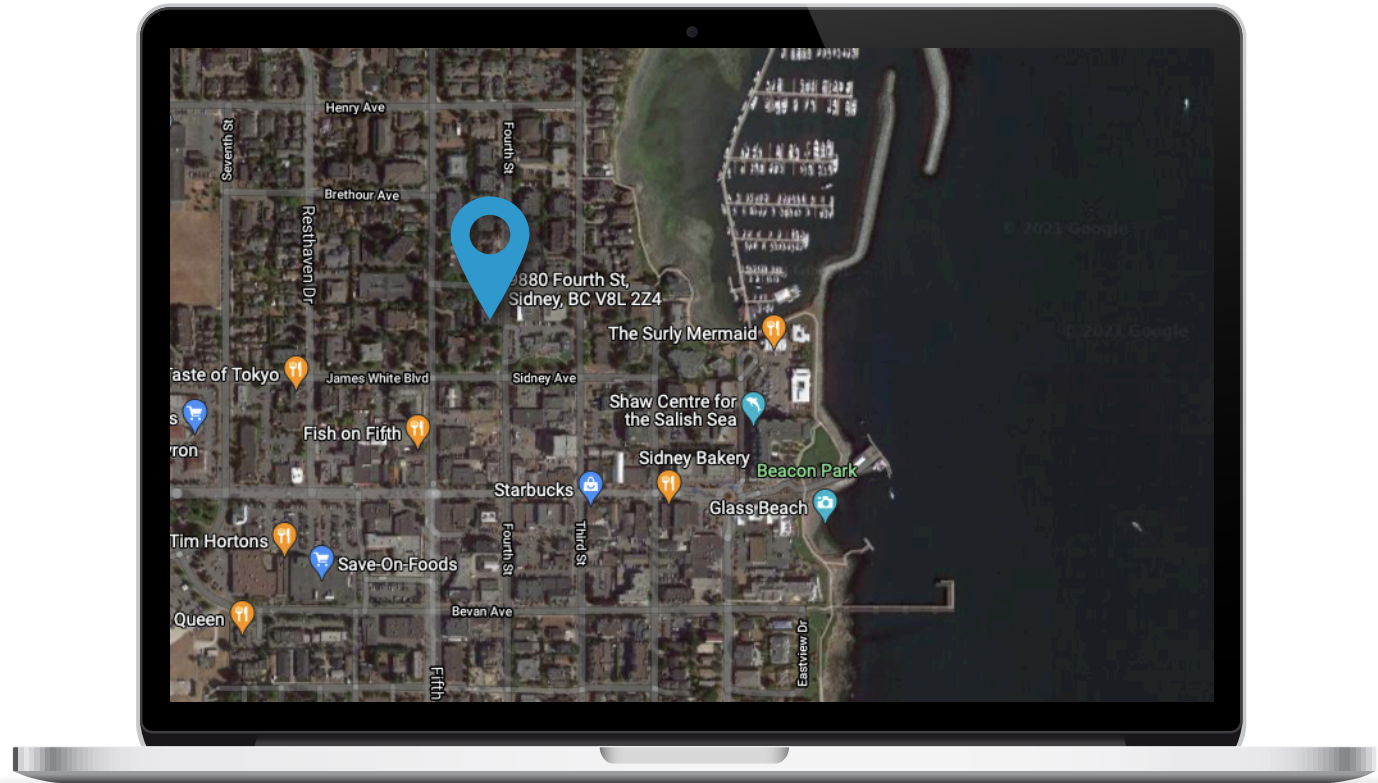 Henry Ave
Seventh St
Fourth St
Brethour Ave
Resthaven Dr
© 2021 Google
9880 Fourth St,
Sidney, BC V8L 2Z4
© 2021 Google
The Surly Mermaid
Taste of Tokyo
James White Blvd
Sidney Ave
Shaw Centre for
the Salish Sea
s
Fish on Fifth
vron
Sidney Bakery
Beacon Park
Starbucks
Glass Beach
Tim Hortons
Fourth St
Third St
Save-On-Foods
Bevan Ave
Queen
Eastview Dr
Fifth